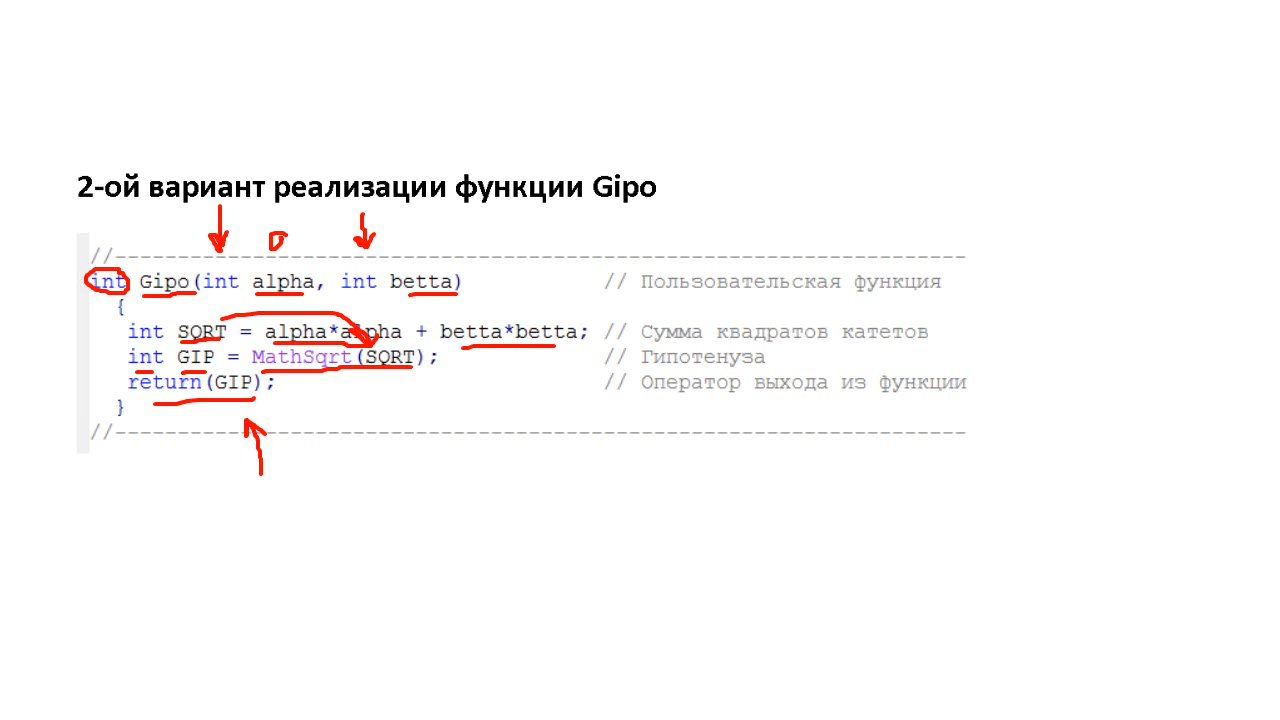 2-ой вариант реализации функции Gipo
//--------------------------------------------------------------------
int Gipo(int alpha, int betta) // Пользовательская функция
{
int SQRT = alpha*alpha + betta*betta; // Сумма квадратов катетов
int GIP = MathSqrt(SQRT); // Гипотенуза
return(GIP); // Оператор выхода из функции
}
//--------------------------------------------------------------------